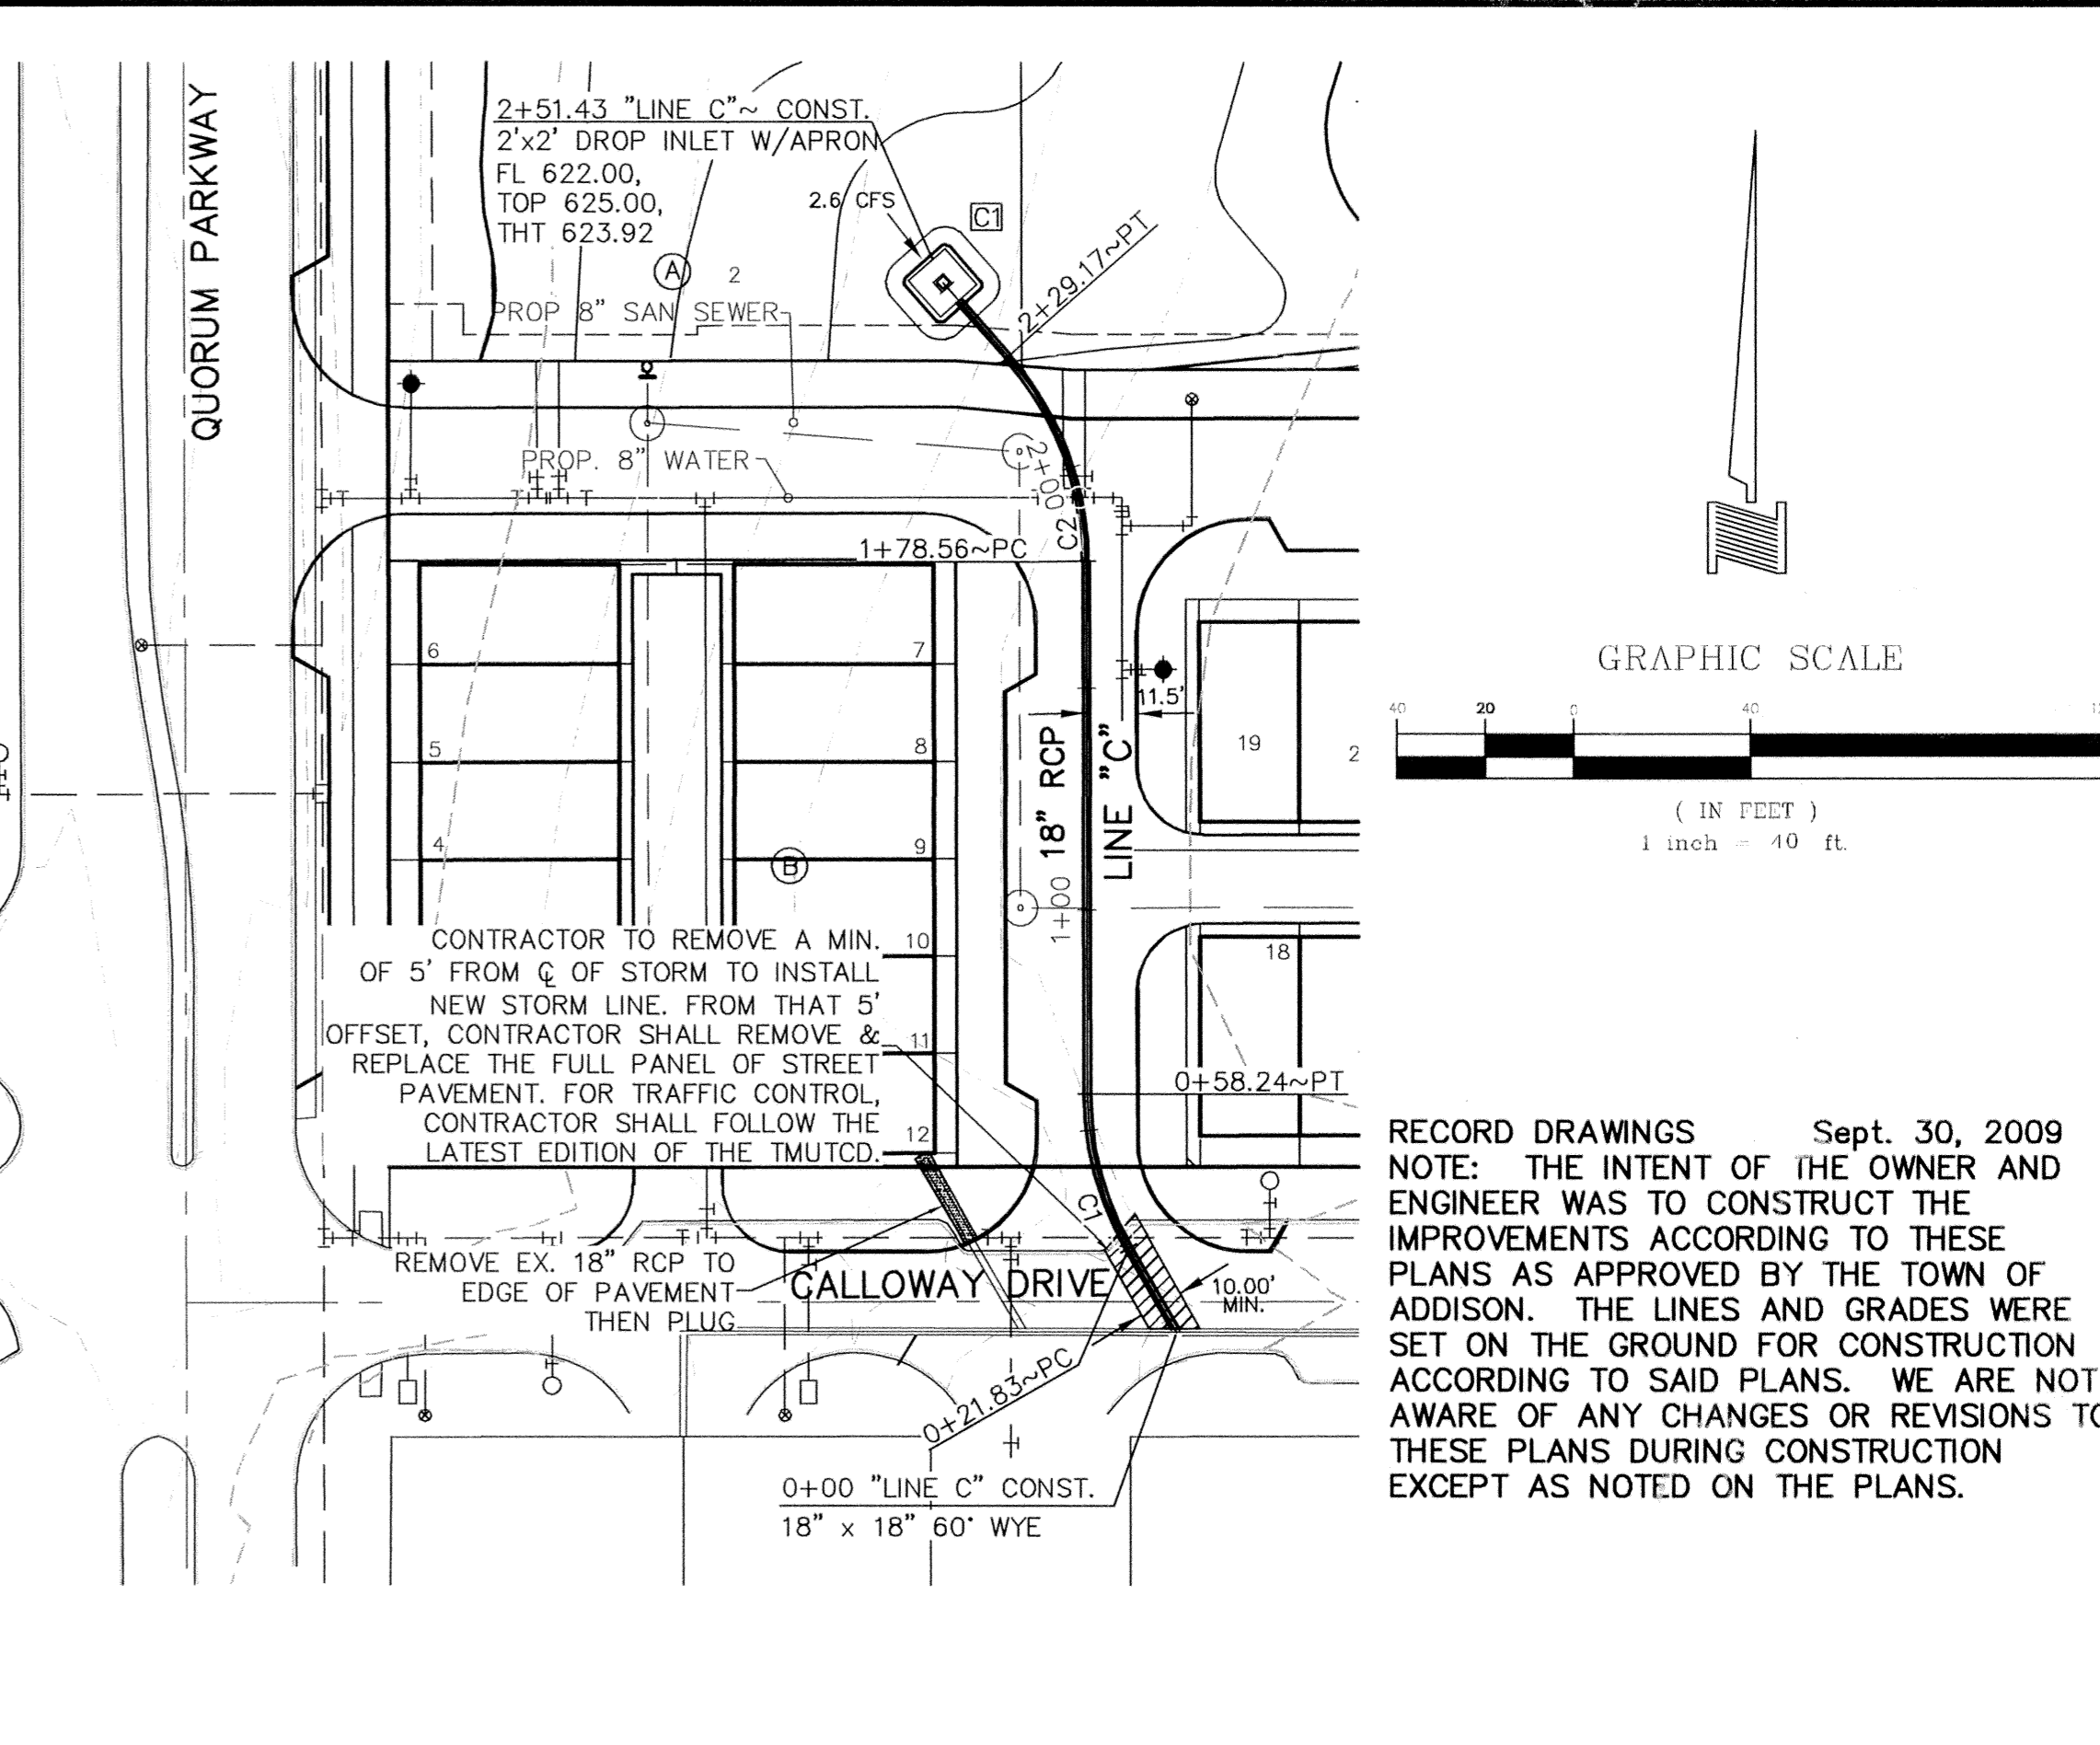 QUORUM PARKWAY
2+51.43 "LINE C"~ CONST.
2'x2' DROP INLET W/APRON
FL 622.00,
TOP 625.00,
THT 623.92
2.6 CFS
C1
A
2
PROP 8" SAN SEWER
2+29.17~PT
PROP. 8" WATER
2+00
C2
1+78.56~PC
6
7
5
8
4
9
B
11.5'
18" RCP
LINE "C"
1+00
19
2
18
10
11
12
CONTRACTOR TO REMOVE A MIN.
OF 5' FROM ℄ OF STORM TO INSTALL
NEW STORM LINE. FROM THAT 5'
OFFSET, CONTRACTOR SHALL REMOVE &
REPLACE THE FULL PANEL OF STREET
PAVEMENT. FOR TRAFFIC CONTROL,
CONTRACTOR SHALL FOLLOW THE
LATEST EDITION OF THE TMUTCD.
0+58.24~PT
C1
REMOVE EX. 18" RCP TO
EDGE OF PAVEMENT
THEN PLUG
CALLOWAY DRIVE
10.00'
MIN.
0+21.83~PC
0+00 "LINE C" CONST.
18" x 18" 60° WYE
N
GRAPHIC SCALE
40 20 0 40
( IN FEET )
1 inch = 40 ft.
RECORD DRAWINGS Sept. 30, 2009
NOTE: THE INTENT OF THE OWNER AND
ENGINEER WAS TO CONSTRUCT THE
IMPROVEMENTS ACCORDING TO THESE
PLANS AS APPROVED BY THE TOWN OF
ADDISON. THE LINES AND GRADES WERE
SET ON THE GROUND FOR CONSTRUCTION
ACCORDING TO SAID PLANS. WE ARE NOT
AWARE OF ANY CHANGES OR REVISIONS TO
THESE PLANS DURING CONSTRUCTION
EXCEPT AS NOTED ON THE PLANS.